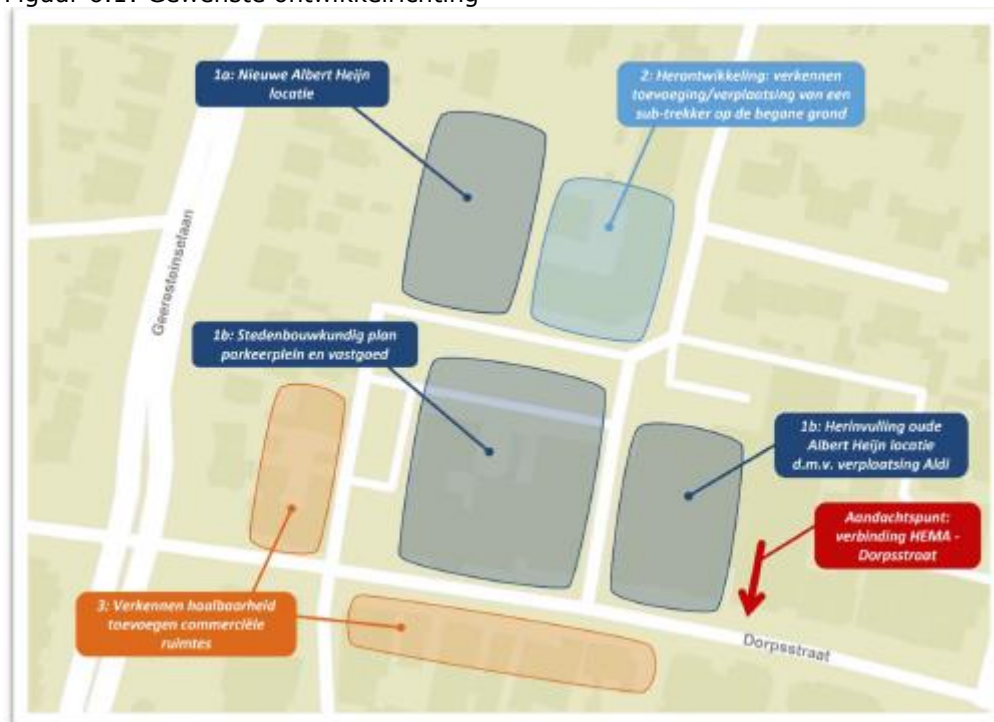 Figuur 6.1: Gewenste ontwikkelrichting
1a: Nieuwe Albert Heijn
locatie
2: Herontwikkeling: verkennen
toevoeging/verplaatsing van een
sub-trekker op de begane grond
Geeresteinselaan
1b: Stedenbouwkundig plan
parkeerplein en vastgoed
1b: Herinvulling oude
Albert Heijn locatie
d.m.v. verplaatsing Aldi
Aandachtspunt:
verbinding HEMA -
Dorpsstraat
3: Verkennen haalbaarheid
toevoegen commerciële
ruimtes
Dorpsstraat